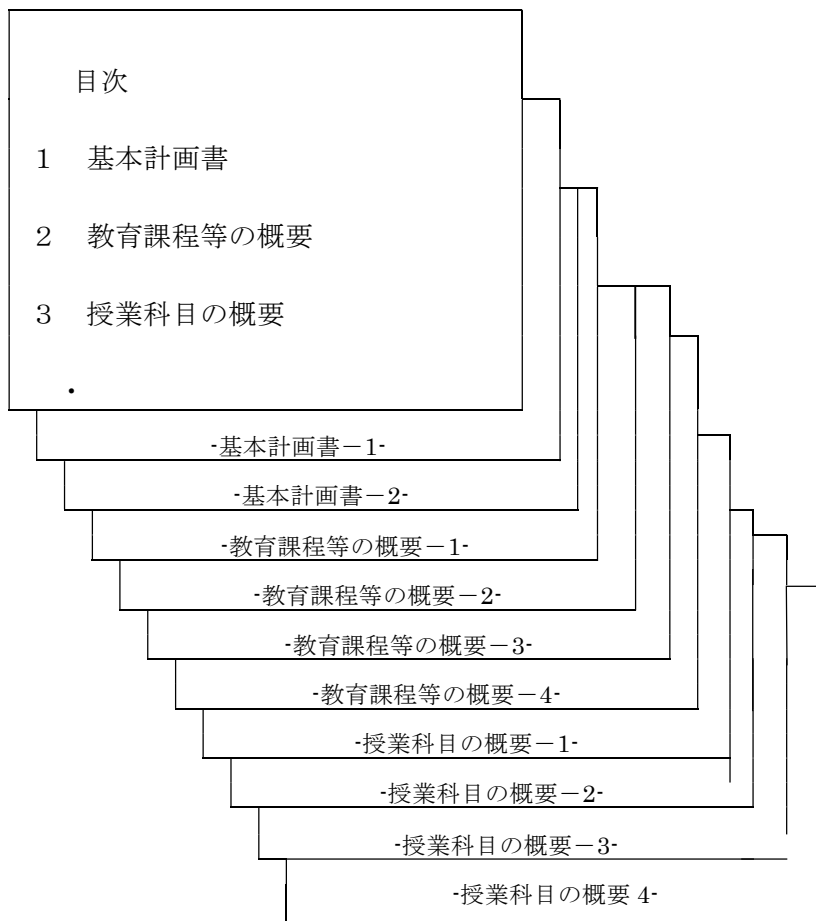 目次
1 基本計画書
2 教育課程等の概要
3 授業科目の概要
・
-基本計画書－1-
-基本計画書－2-
-教育課程等の概要－1-
-教育課程等の概要－2-
-教育課程等の概要－3-
-教育課程等の概要－4-
-授業科目の概要－1-
-授業科目の概要－2-
-授業科目の概要－3-
-授業科目の概要 4-